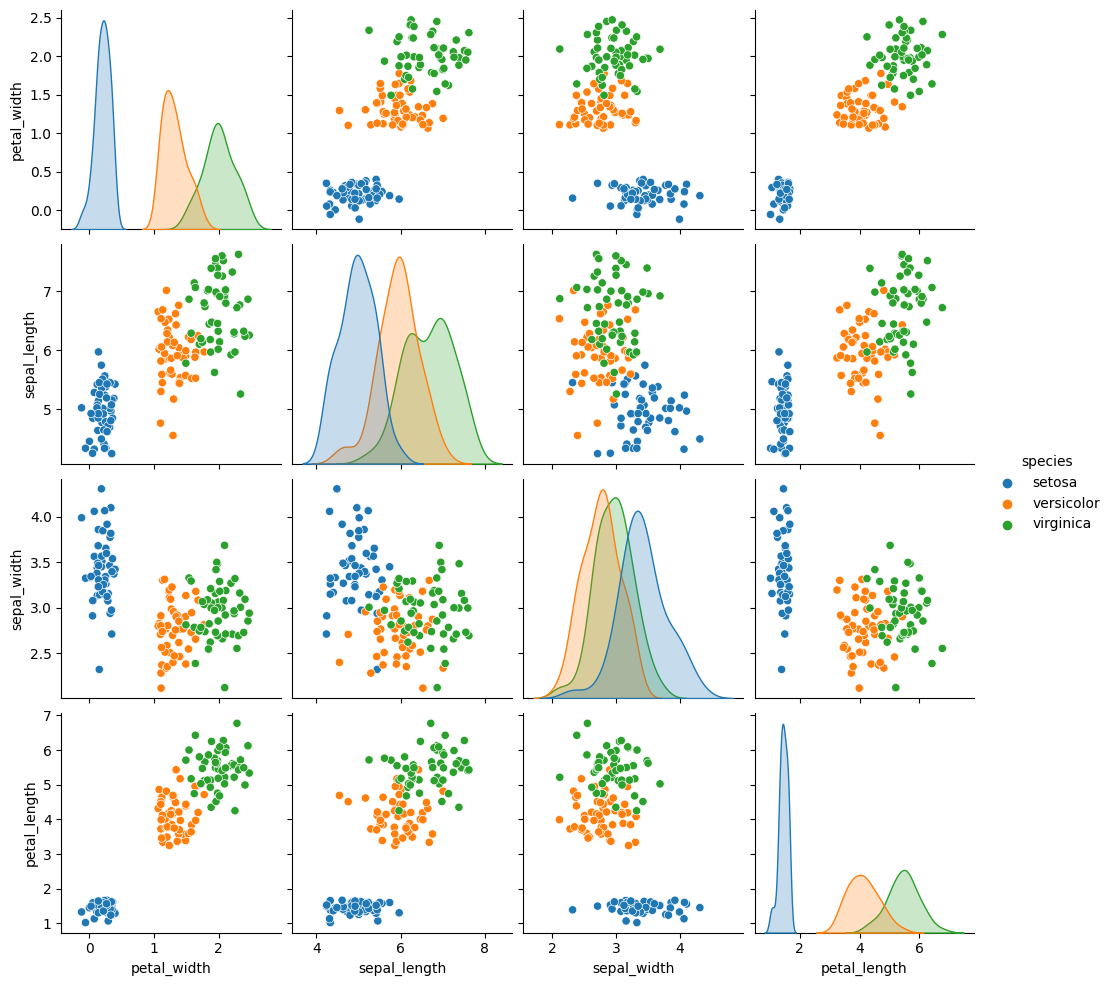 2.5
2.0
1.5
1.0
0.5
0.0
petal_width
7
6
5
sepal_length
species
setosa
versicolor
virginica
4.0
3.5
3.0
2.5
sepal_width
7
6
5
4
3
2
1
petal_length
0 1 2
4 6 8
2 3 4
2 4 6
petal_width
sepal_length
sepal_width
petal_length